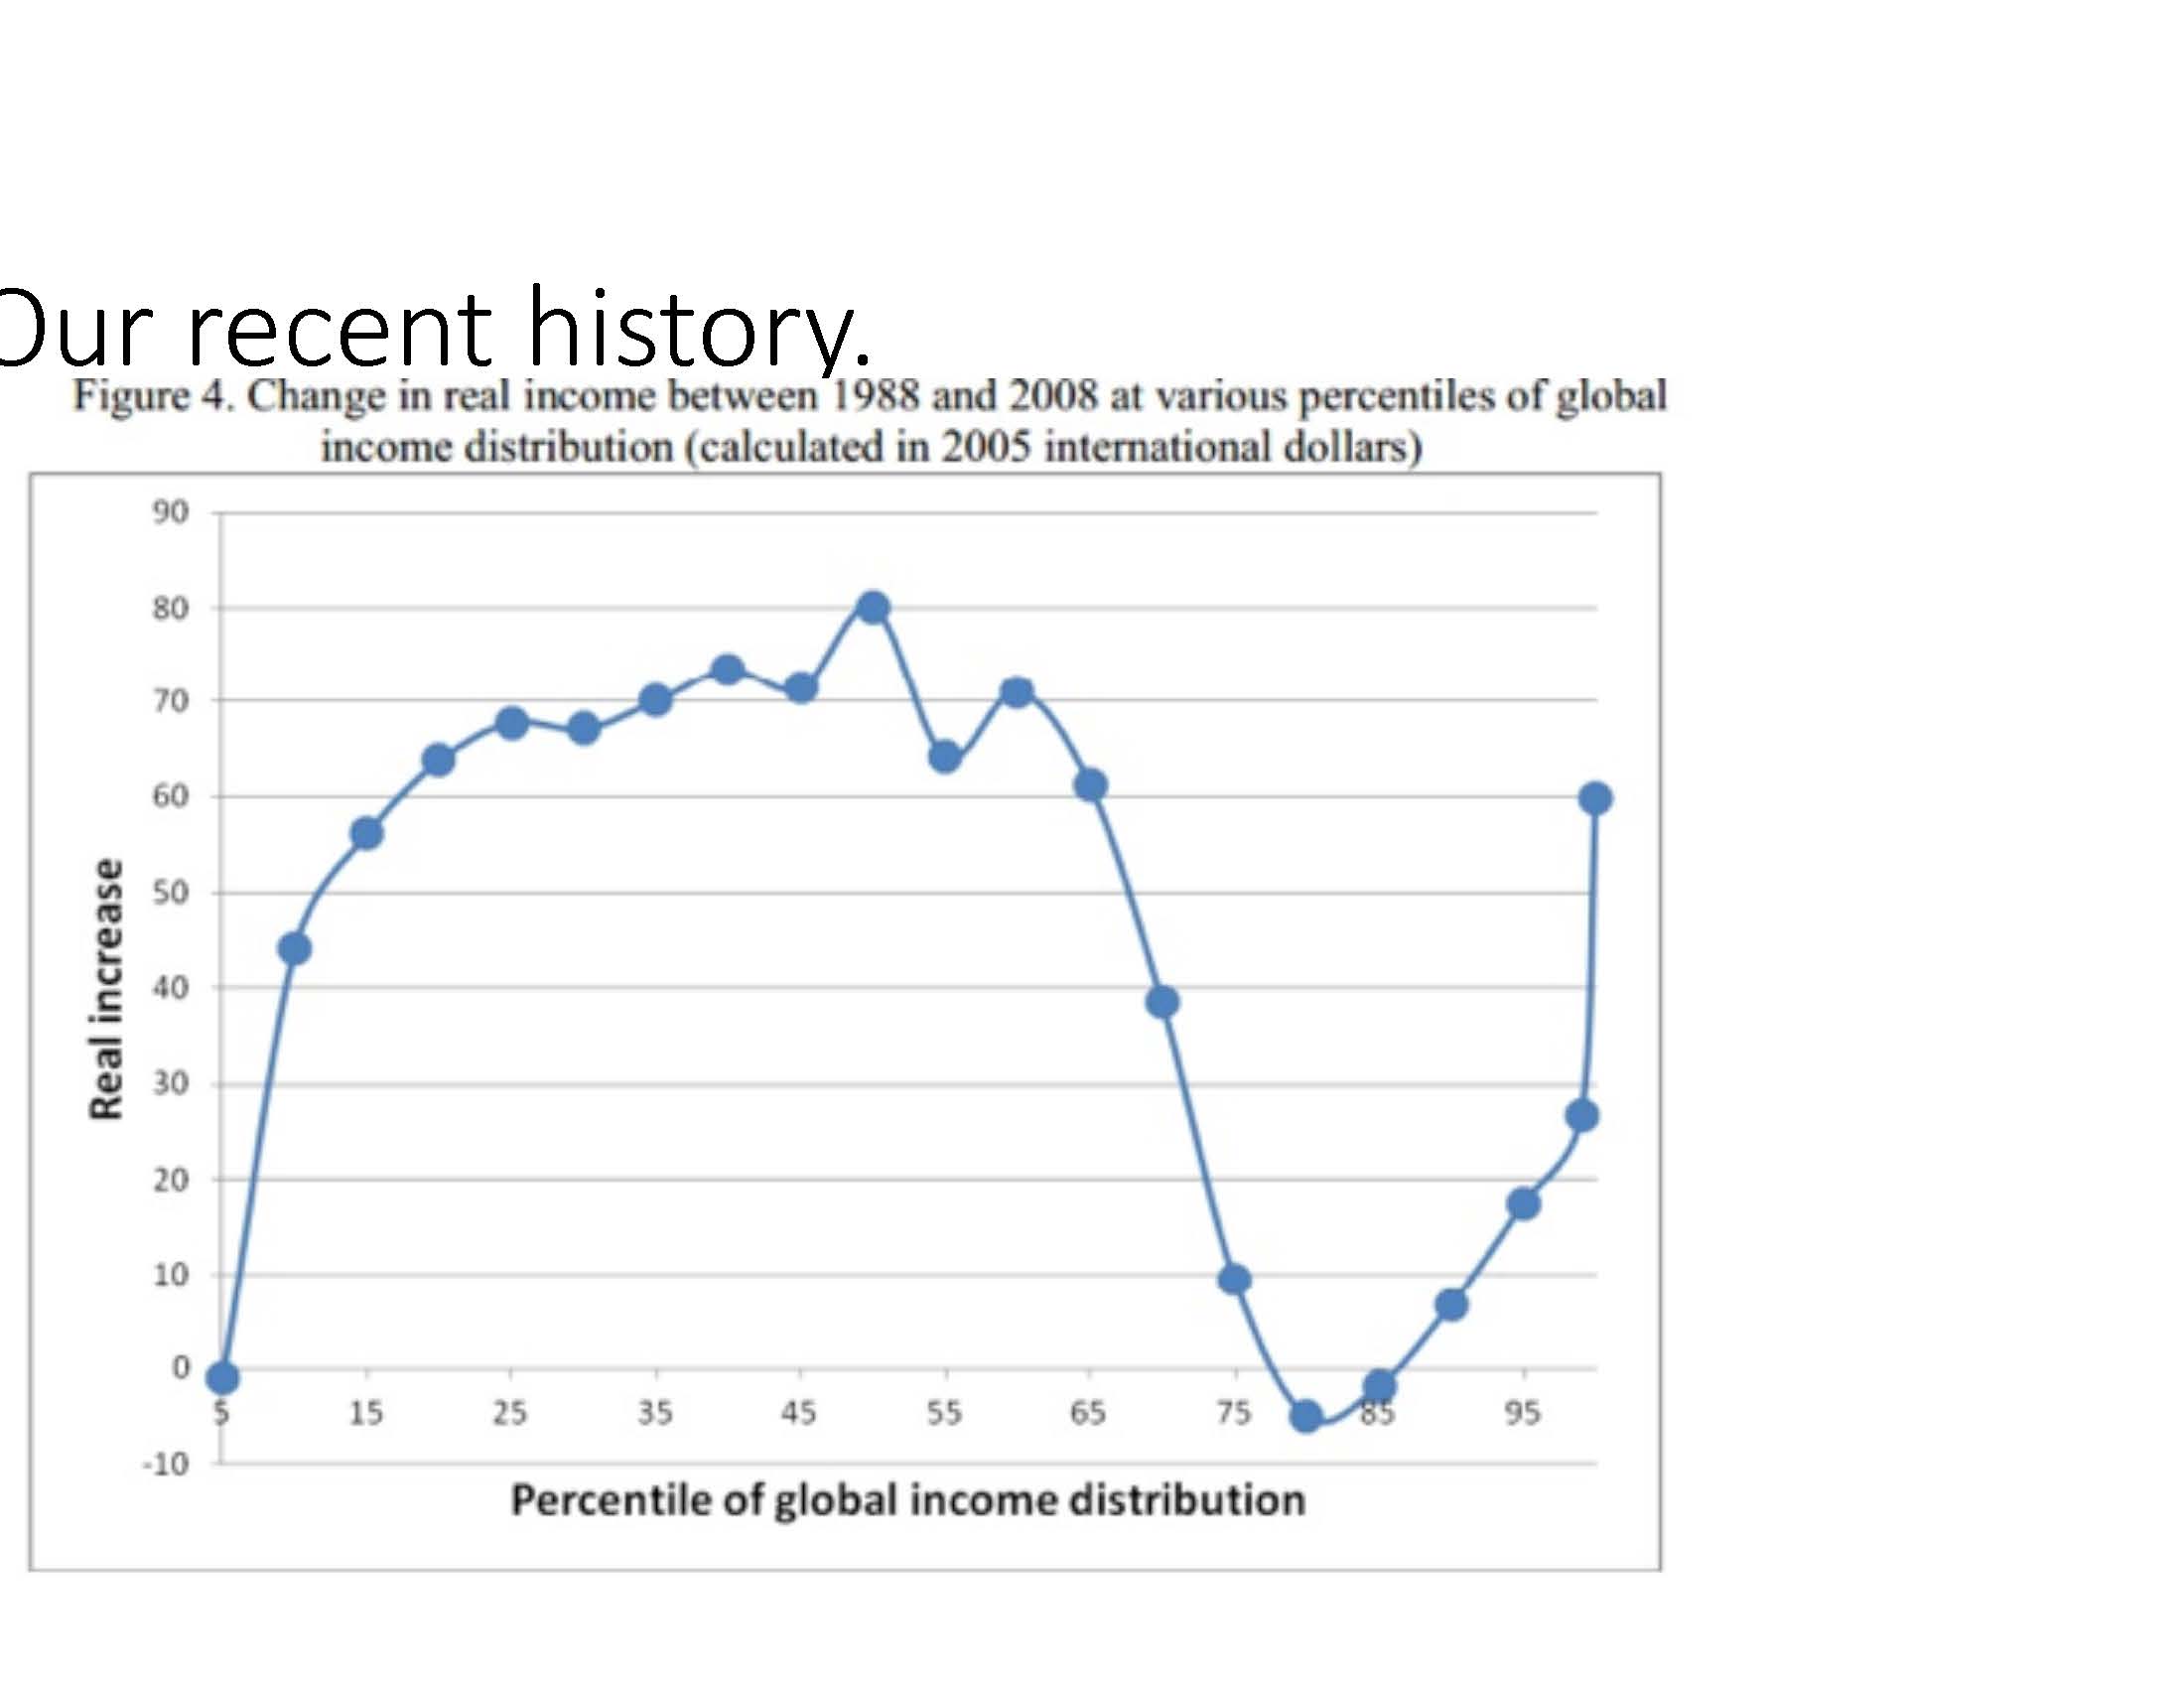 Our recent history.
Figure 4. Change in real income between 1988 and 2008 at various percentiles of global
income distribution (calculated in 2005 international dollars)
90
80
70
60
50
40
30
20
10
0
-10
Real increase
5 15 25 35 45 55 65 75 85 95
Percentile of global income distribution